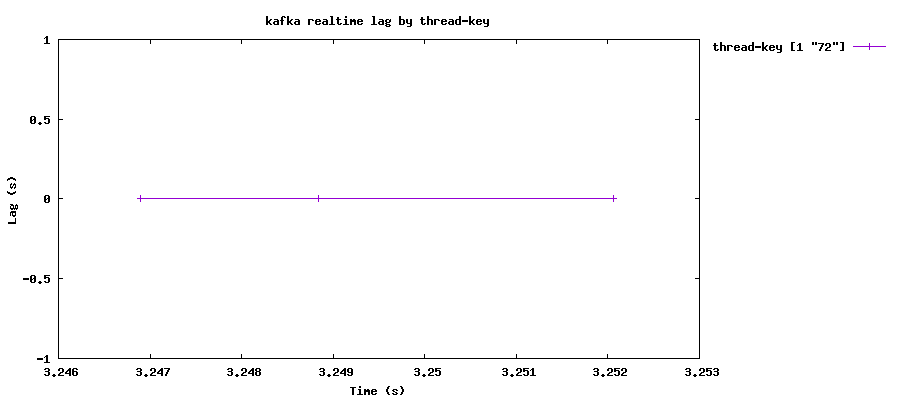 kafka realtime lag by thread-key
thread-key [1 "72"]
1
0.5
0
-0.5
-1
Lag (s)
3.246 3.247 3.248 3.249 3.25 3.251 3.252 3.253
Time (s)